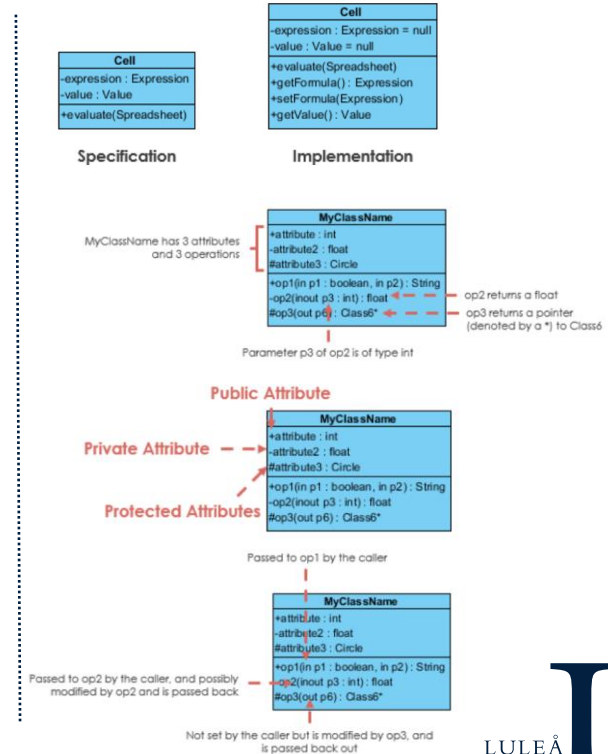 Cell
-expression : Expression
-value : Value
+evaluate(Spreadsheet)
Specification
Cell
-expression : Expression = null
-value : Value = null
+evaluate(Spreadsheet)
+getFormula() : Expression
+setFormula(Expression)
+getValue() : Value
Implementation
MyClassName has 3 attributes
and 3 operations
MyClassName
+attribute : int
-attribute2 : float
#attribute3 : Circle
+op1(in p1 : boolean, in p2) : String
-op2(inout p3 : int) : float
#op3(out p6) : Class6*
op2 returns a float
op3 returns a pointer
(denoted by a *) to Class6
Parameter p3 of op2 is of type int
Public Attribute
Private Attribute
Protected Attributes
MyClassName
+attribute : int
-attribute2 : float
#attribute3 : Circle
+op1(in p1 : boolean, in p2) : String
-op2(inout p3 : int) : float
#op3(out p6) : Class6*
Passed to op1 by the caller
MyClassName
+attribute : int
-attribute2 : float
#attribute3 : Circle
+op1(in p1 : boolean, in p2) : String
-op2(inout p3 : int) : float
#op3(out p6) : Class6*
Passed to op2 by the caller, and possibly
modified by op2 and is passed back
Not set by the caller but is modified by op3, and
is passed back out
LULEÅ